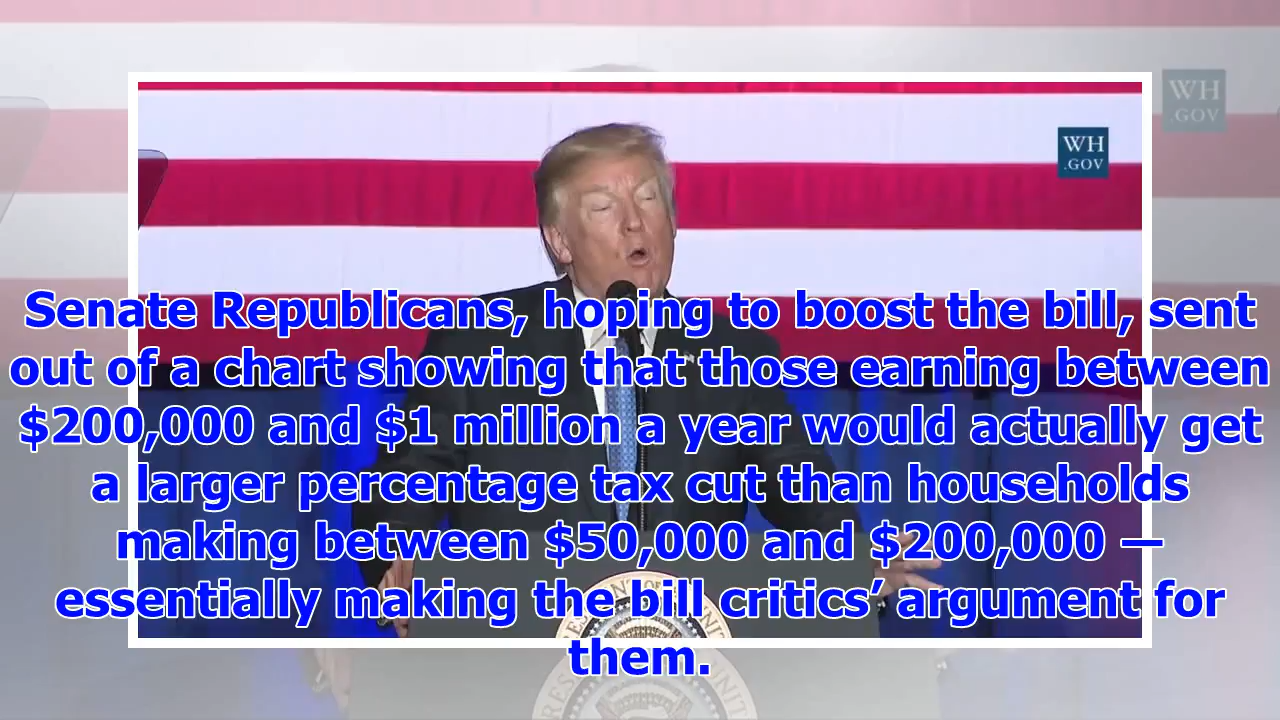 WH
.GOV
WH
.GOV
Senate Republicans, hoping to boost the bill, sent
out of a chart showing that those earning between
$200,000 and $1 million a year would actually get
a larger percentage tax cut than households
making between $50,000 and $200,000 —
essentially making the bill critics’ argument for
them.